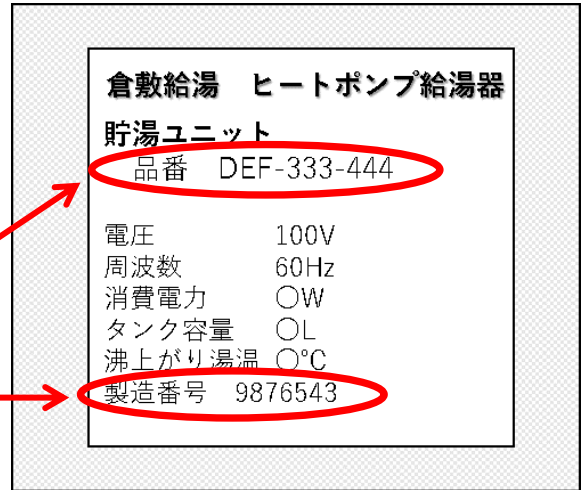 倉敷給湯　ヒートポンプ給湯器
貯湯ユニット
品番　DEF-333-444
電圧　100V
周波数　60Hz
消費電力　〇W
タンク容量　〇L
沸上がり湯温　〇℃
製造番号　9876543